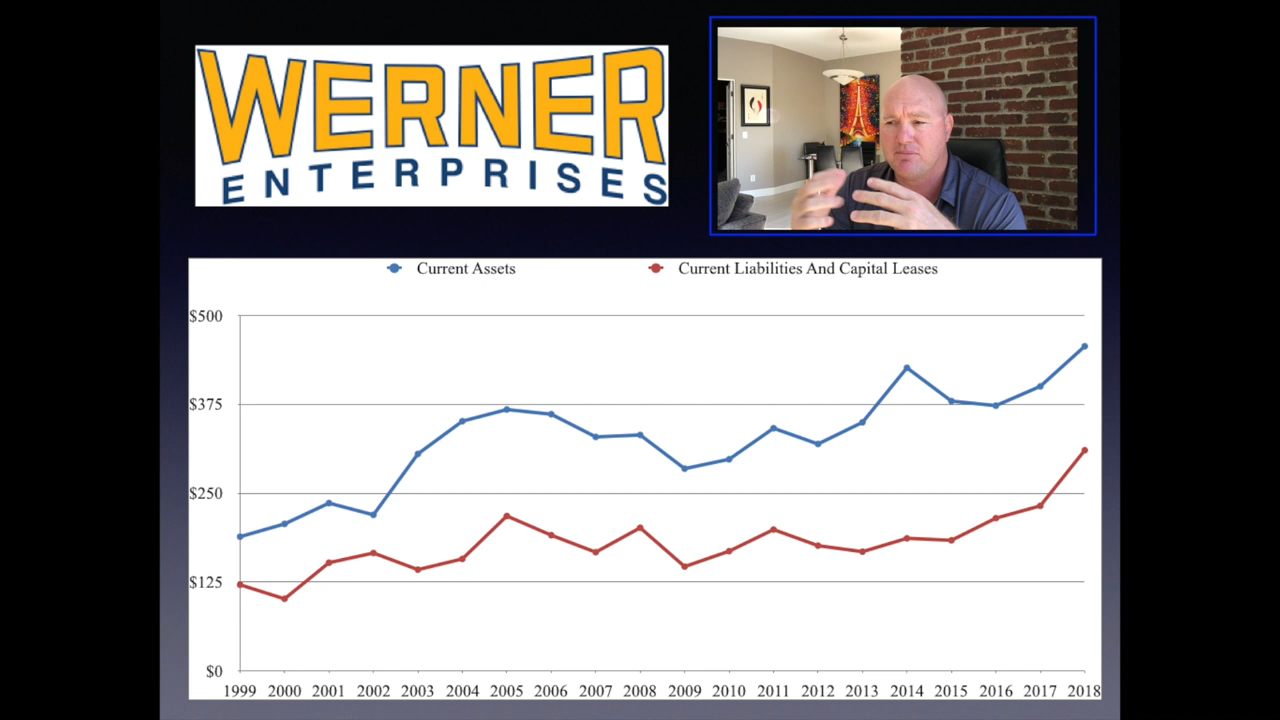 WERNER
ENTERPRISES
Current Assets
Current Liabilities And Capital Leases
$500
$375
$250
$125
$0
1999 2000 2001 2002 2003 2004 2005 2006 2007 2008 2009 2010 2011 2012 2013 2014 2015 2016 2017 2018